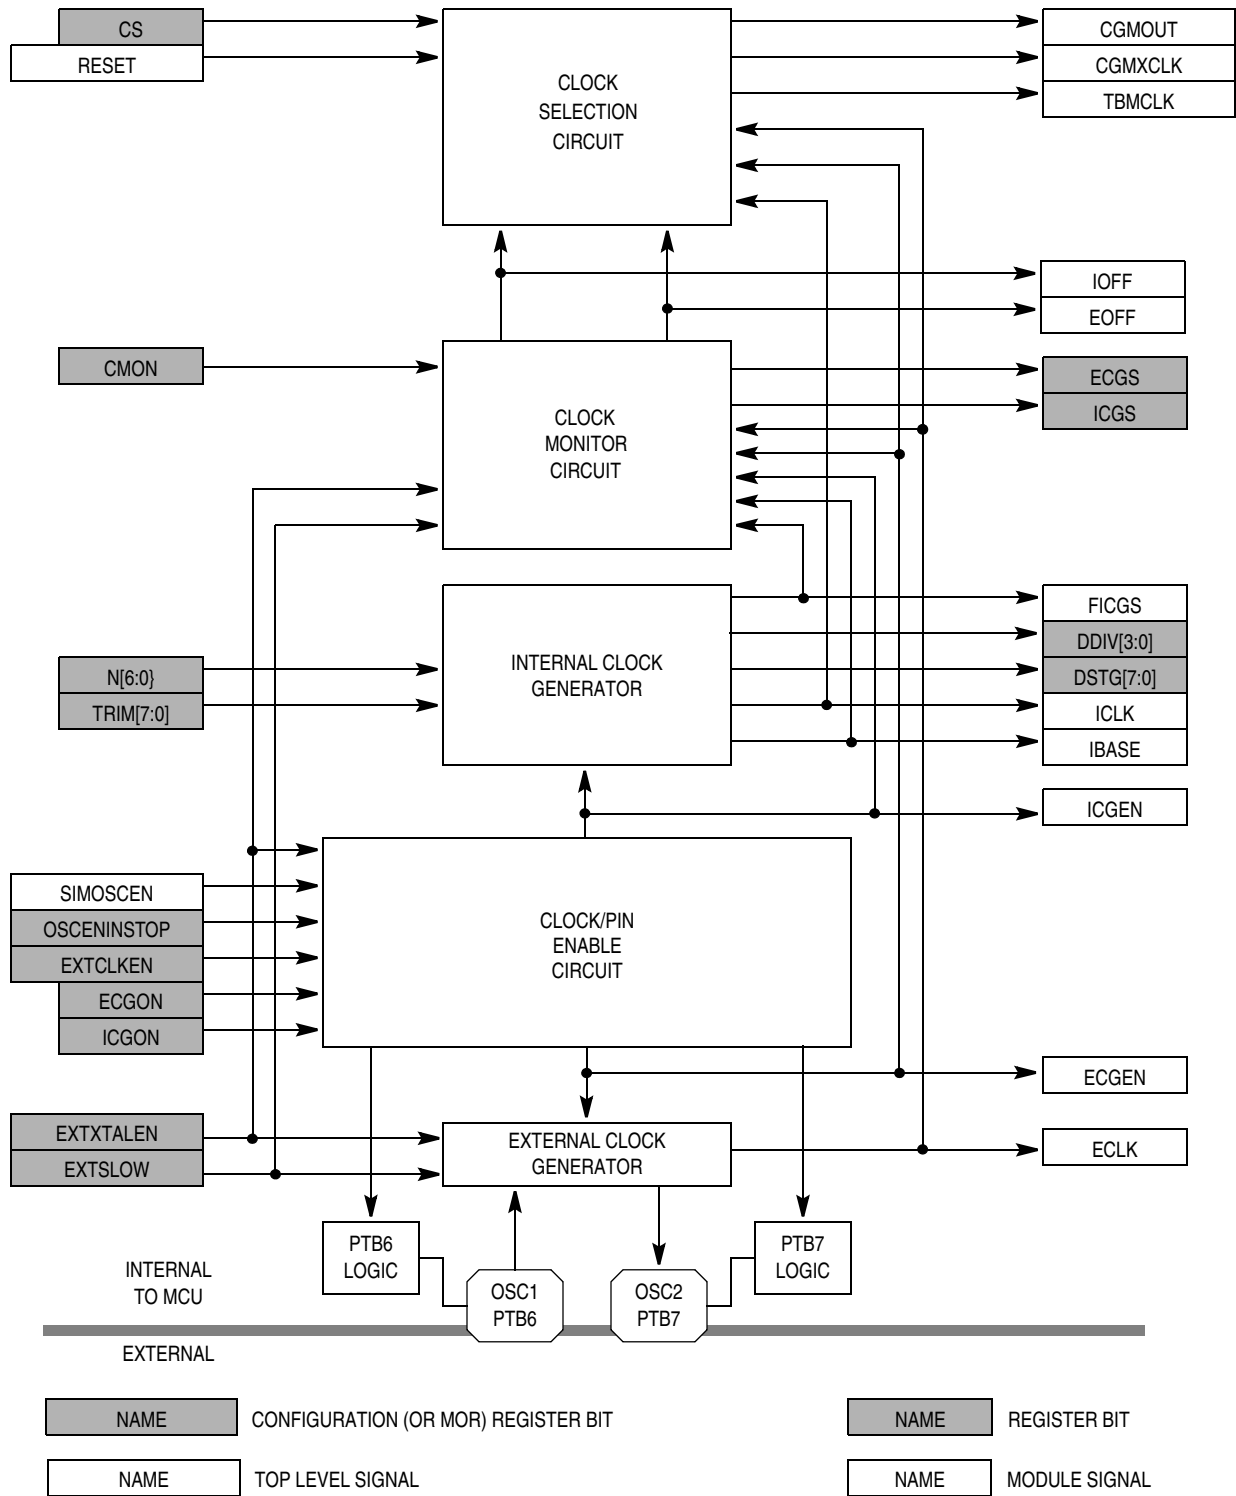 CS
RESET
CLOCK
SELECTION
CIRCUIT
CGMOUT
CGMXCLK
TBMCLK
IOFF
EOFF
CMON
CLOCK
MONITOR
CIRCUIT
ECGS
ICGS
N[6:0}
TRIM[7:0]
INTERNAL CLOCK
GENERATOR
FICGS
DDIV[3:0]
DSTG[7:0]
ICLK
IBASE
ICGEN
SIMOSCEN
OSCENINSTOP
EXTCLKEN
ECGON
ICGON
CLOCK/PIN
ENABLE
CIRCUIT
ECGEN
EXTXTALEN
EXTSLOW
EXTERNAL CLOCK
GENERATOR
ECLK
PTB6
LOGIC
OSC1
PTB6
OSC2
PTB7
PTB7
LOGIC
INTERNAL
TO MCU
EXTERNAL
NAME CONFIGURATION (OR MOR) REGISTER BIT
NAME REGISTER BIT
NAME TOP LEVEL SIGNAL
NAME MODULE SIGNAL